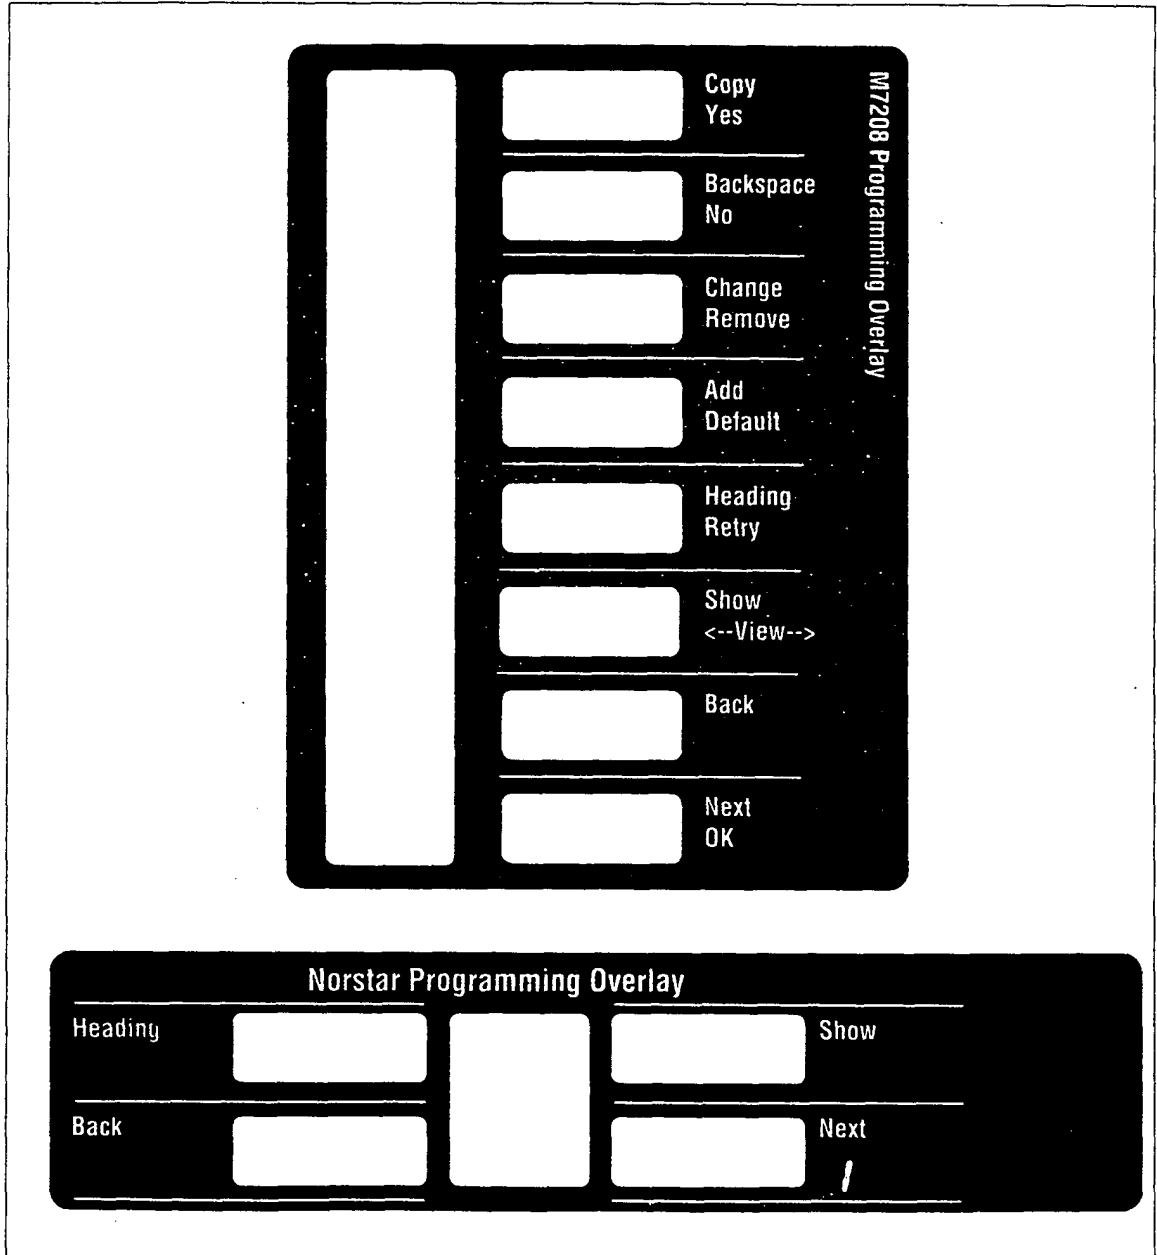 Copy
Yes
Backspace
No
Change
Remove
Add
Default
Heading
Retry
Show
<--View-->
Back
Next
OK
M7208 Programming Overlay
Norstar Programming Overlay
Heading
Show
Back
Next